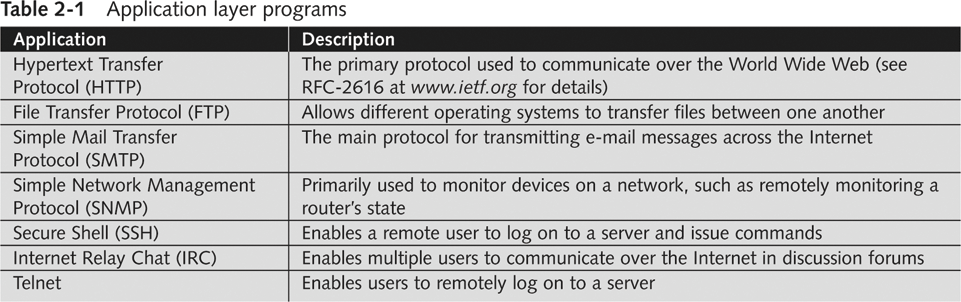 Table 2-1 Application layer programs
Application Description
Hypertext Transfer The primary protocol used to communicate over the World Wide Web (see
Protocol (HTTP) RFC-2616 at www.ietf.org for details)
File Transfer Protocol (FTP) Allows different operating systems to transfer files between one another
Simple Mail Transfer The main protocol for transmitting e-mail messages across the Internet
Protocol (SMTP)
Simple Network Management Primarily used to monitor devices on a network, such as remotely monitoring a
Protocol (SNMP) router's state
Secure Shell (SSH) Enables a remote user to log on to a server and issue commands
Internet Relay Chat (IRC) Enables multiple users to communicate over the Internet in discussion forums
Telnet Enables users to remotely log on to a server